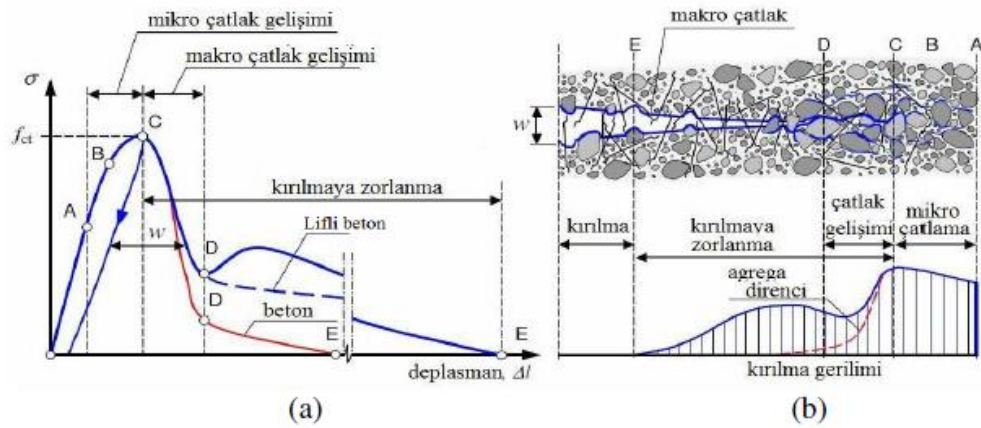 mikro çatlak gelişimi
makro çatlak gelişimi
σ
f_ct
A
B
C
w
kırılmaya zorlanma
Lifli beton
D
D
beton
E
E
deplasman, Δl
(a)
makro çatlak
E
D
C
B
A
w
kırılma
kırılmaya zorlanma
çatlak gelişimi
mikro çatlama
agrega direnci
kırılma gerilimi
(b)